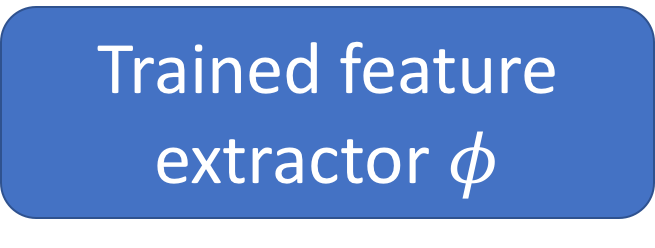 Trained feature
extractor ϕ